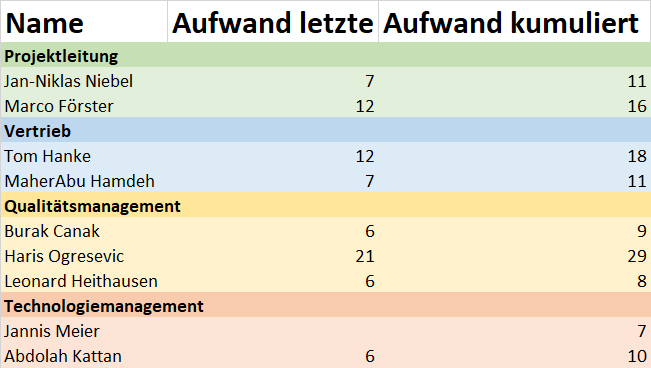 Name Aufwand letzte Aufwand kumuliert
Projektleitung
Jan-Niklas Niebel 7 11
Marco Förster 12 16
Vertrieb
Tom Hanke 12 18
MaherAbu Hamdeh 7 11
Qualitätsmanagement
Burak Canak 6 9
Haris Ogresevic 21 29
Leonard Heithausen 6 8
Technologiemanagement
Jannis Meier 7
Abdolah Kattan 6 10